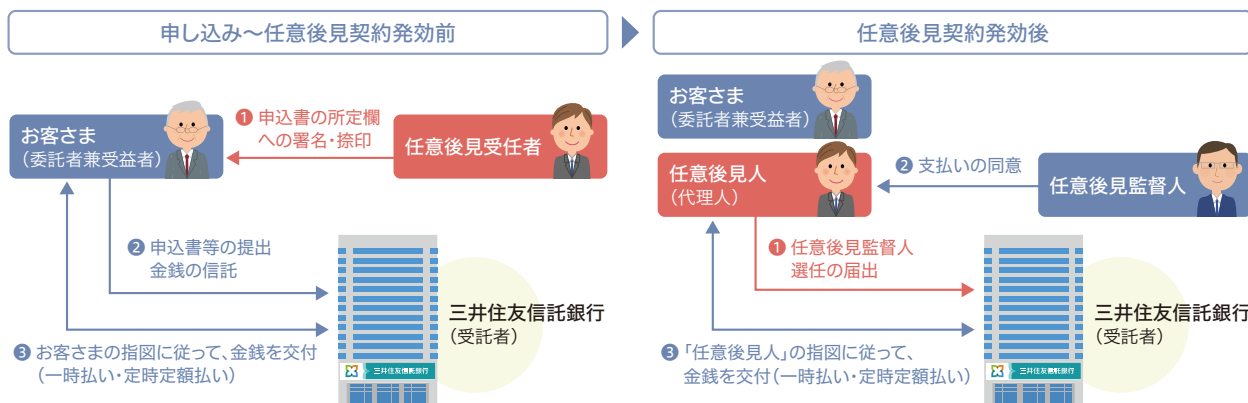 申し込み～任意後見契約発効前
お客さま
(委託者兼受益者)
❶ 申込書の所定欄
への署名・捺印
任意後見受任者
❷ 申込書等の提出
金銭の信託
三井住友信託銀行
(受託者)
❸ お客さまの指図に従って、金銭を交付
(一時払い・定時定額払い)
三井住友信託銀行
任意後見契約発効後
お客さま
(委託者兼受益者)
任意後見人
(代理人)
❷ 支払いの同意
任意後見監督人
❶ 任意後見監督人
選任の届出
三井住友信託銀行
(受託者)
❸ 「任意後見人」の指図に従って、
金銭を交付(一時払い・定時定額払い)
三井住友信託銀行